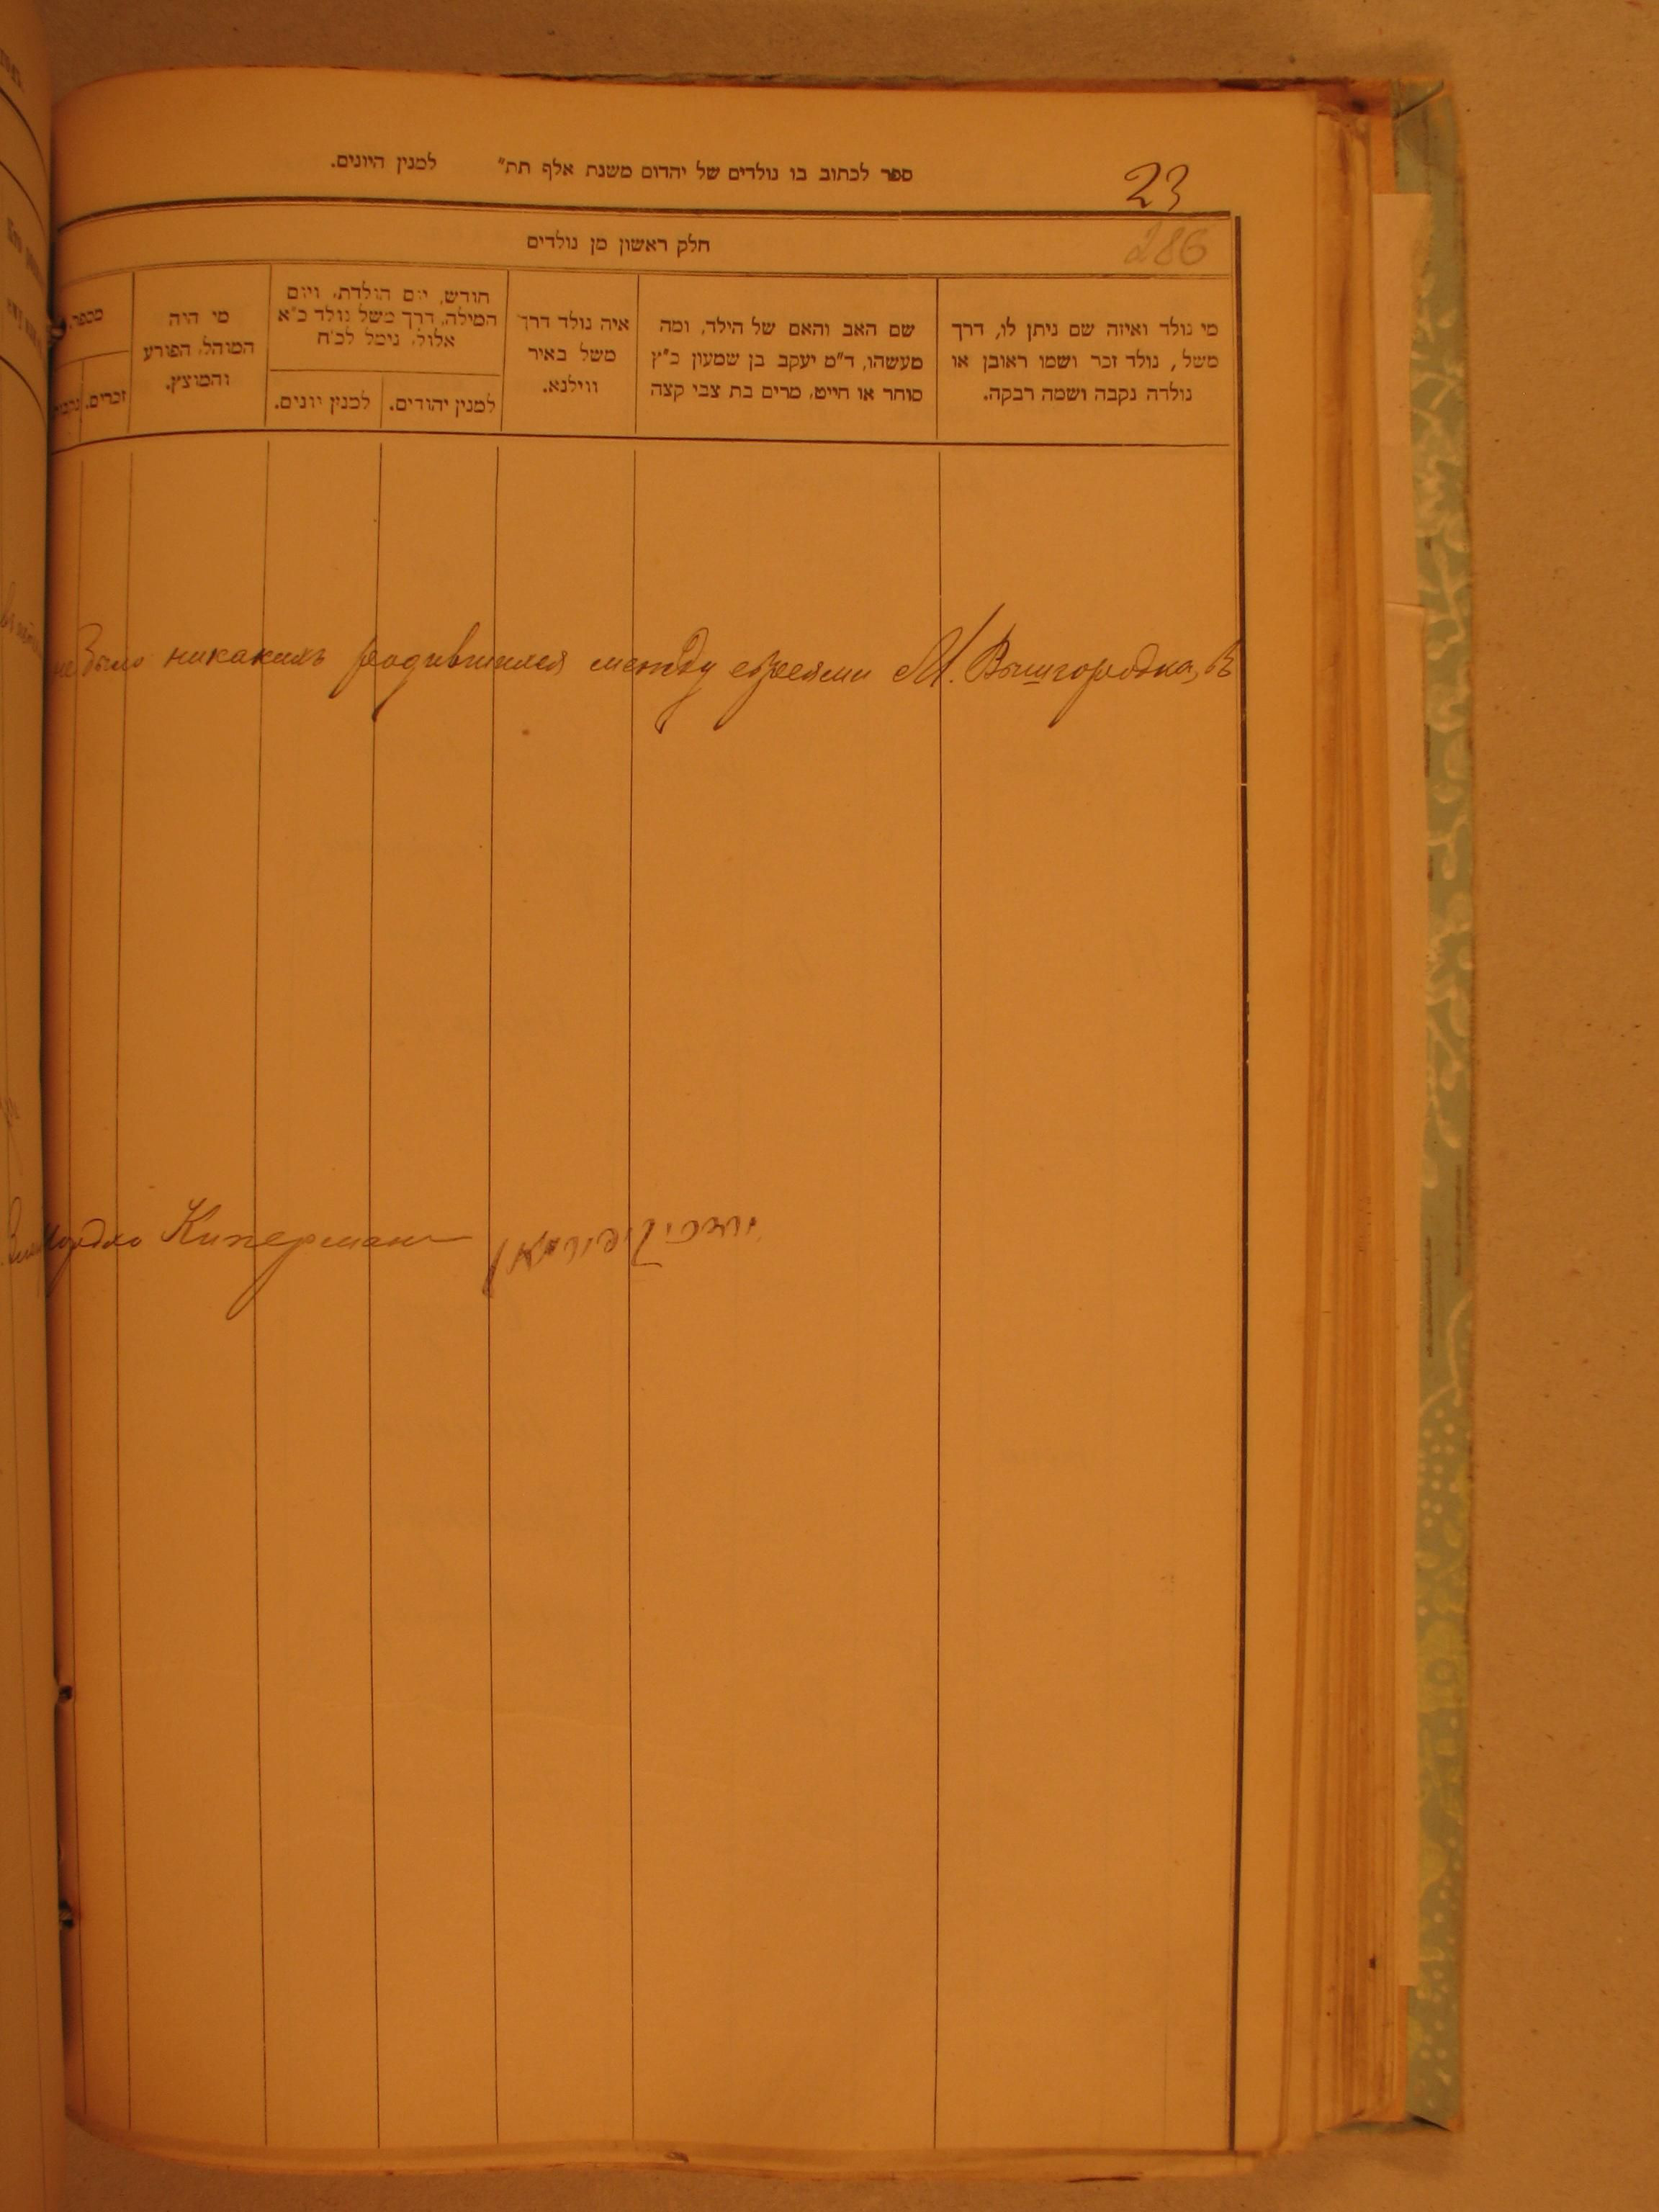 23
ספר לכתוב בו נולדים של יהדום משנת אלף תת״ למנין היונים.
286
חלק ראשון מן נולדים
מי נולד ואיזה שם ניתן לו, דרך
משל, נולד זכר ושמו ראובן או
נולדה נקבה ושמה רבקה.
שם האב והאם של הילד, ומה
מעשהו, ד״מ יעקב בן שמעון כ״ץ
סוחר או חייט, מרים בת צבי קצה
איה נולד דרך
משל באיר
ווילנא.
חודש, יום הולדת, ויום
המילה, דרך משל נולד כ״א
אלול, נימל לכ״ח
למנין יהודים.
למנין יונים.
מי היה
המוהל, הפורע
והמוצץ.
מספר.
זכרים.
не было никакихъ родившихся между евреями М. Вышгородка, В
Киперман